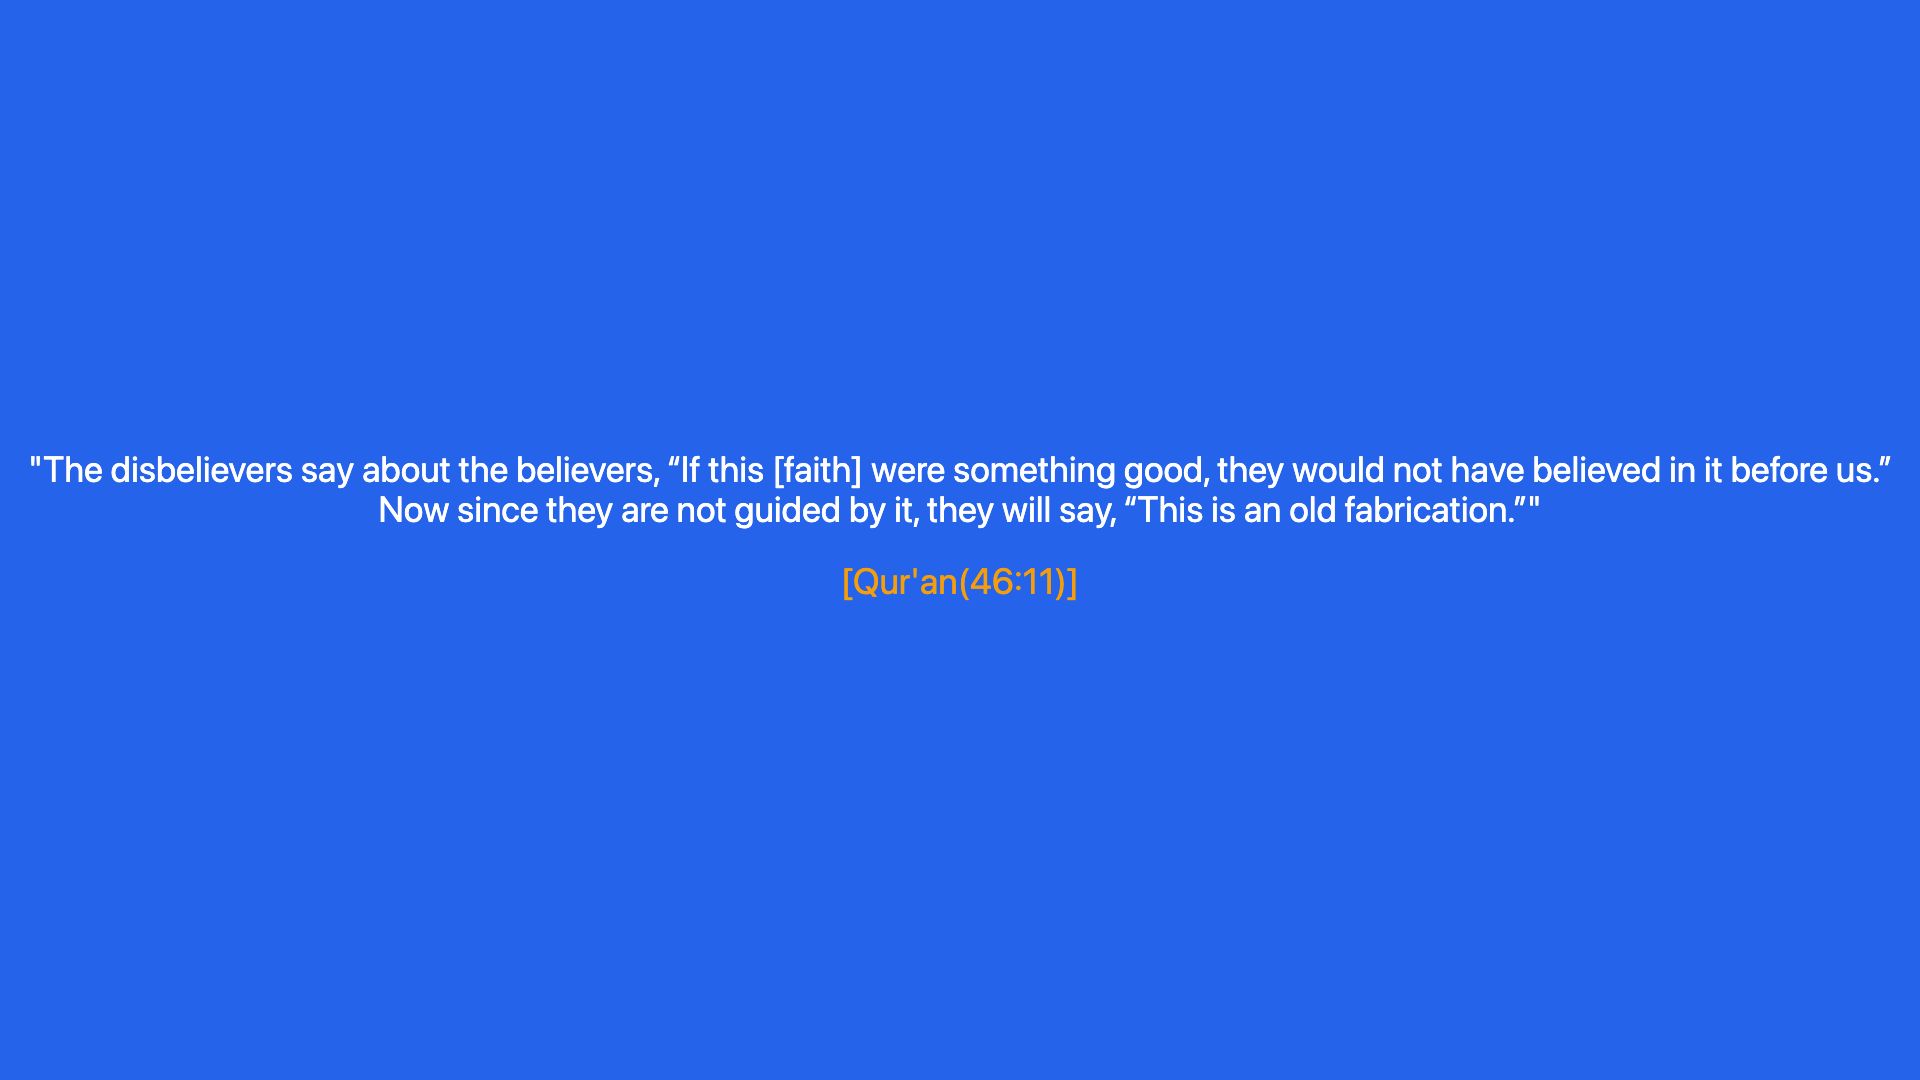 "The disbelievers say about the believers, “If this [faith] were something good, they would not have believed in it before us.”
Now since they are not guided by it, they will say, “This is an old fabrication.”"
[Qur'an(46:11)]